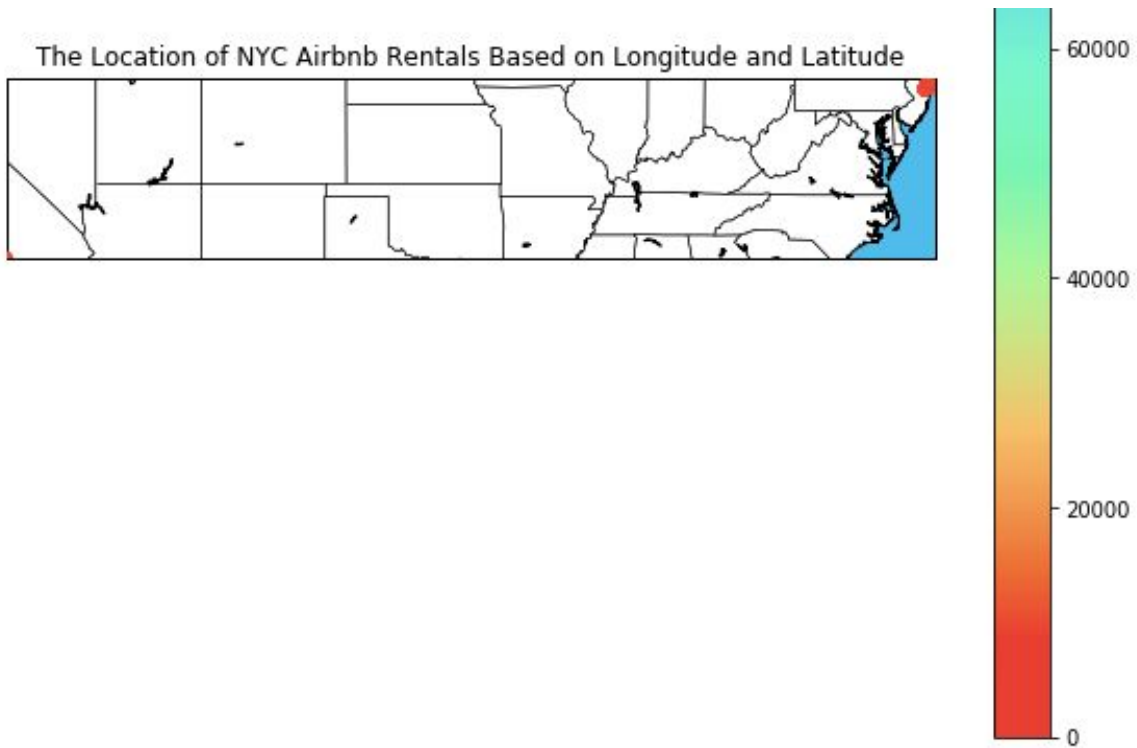 The Location of NYC Airbnb Rentals Based on Longitude and Latitude
60000
40000
20000
0